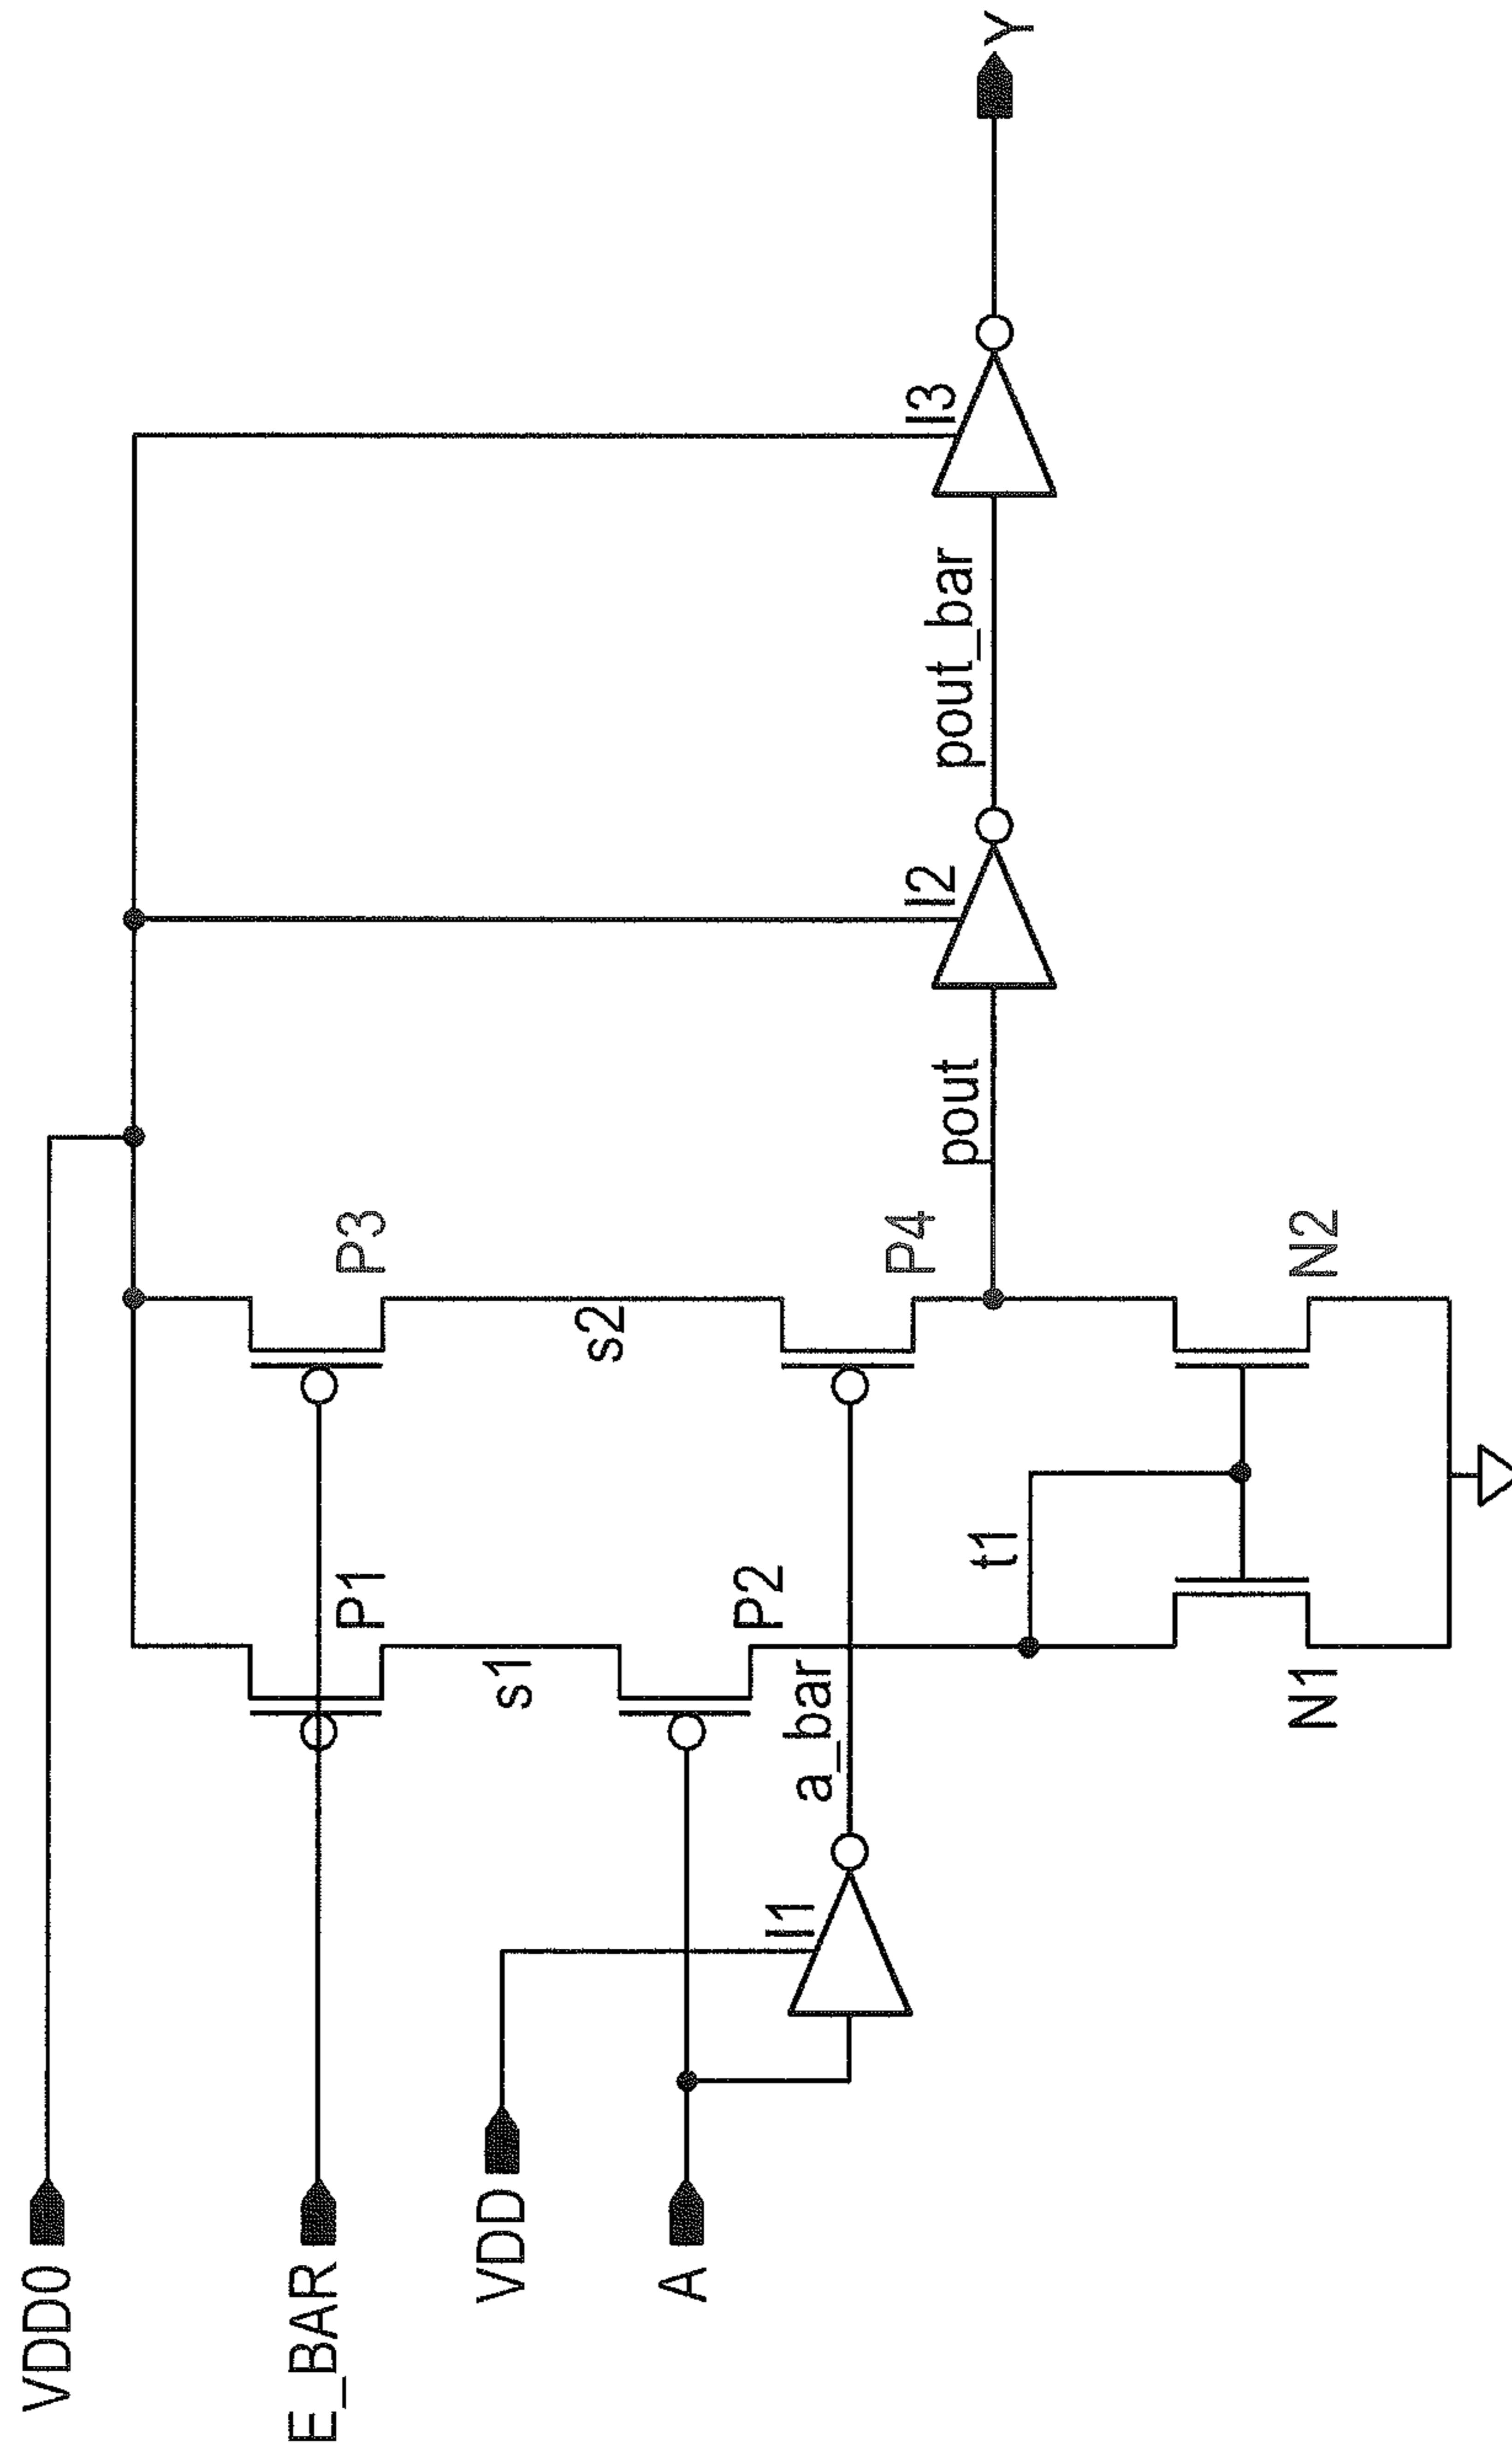 VDD0
E_BAR
VDD
A
I1
a_bar
P1
s1
P2
t1
N1
P3
s2
P4
N2
pout
I2
pout_bar
I3
Y